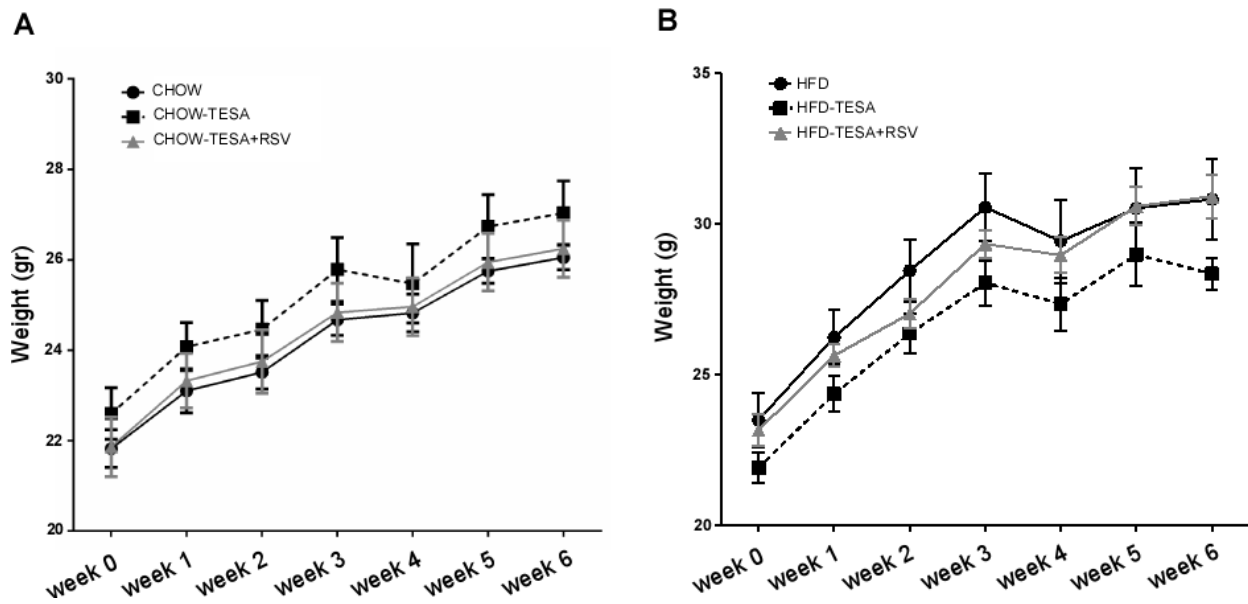 A
Weight (gr)
30
28
26
24
22
20
CHOW
CHOW-TESA
CHOW-TESA+RSV
week 0
week 1
week 2
week 3
week 4
week 5
week 6
B
Weight (g)
35
30
25
20
HFD
HFD-TESA
HFD-TESA+RSV
week 0
week 1
week 2
week 3
week 4
week 5
week 6